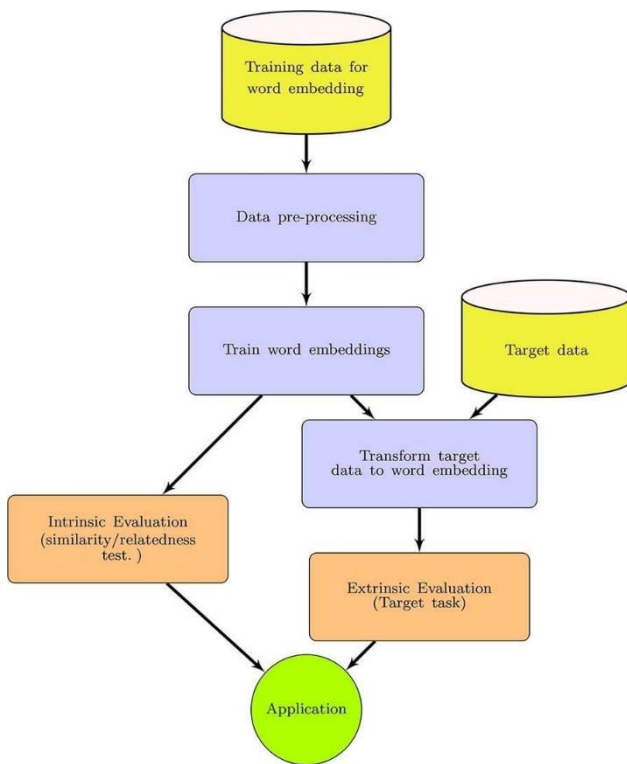 Training data for
word embedding
Data pre-processing
Train word embeddings
Target data
Transform target
data to word embedding
Intrinsic Evaluation
(similarity/relatedness
test. )
Extrinsic Evaluation
(Target task)
Application